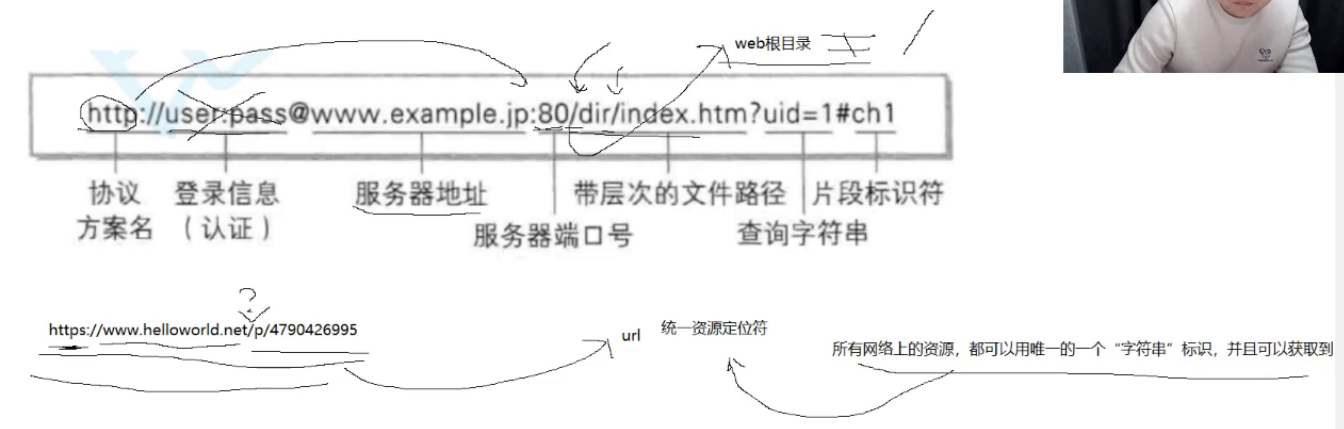 web根目录
http://user:pass@www.example.jp:80/dir/index.htm?uid=1#ch1
协议
方案名
登录信息
（认证）
服务器地址
服务器端口号
带层次的文件路径
查询字符串
片段标识符
?
https://www.helloworld.net/p/4790426995
url 统一资源定位符
所有网络上的资源，都可以用唯一的一个“字符串”标识，并且可以获取到